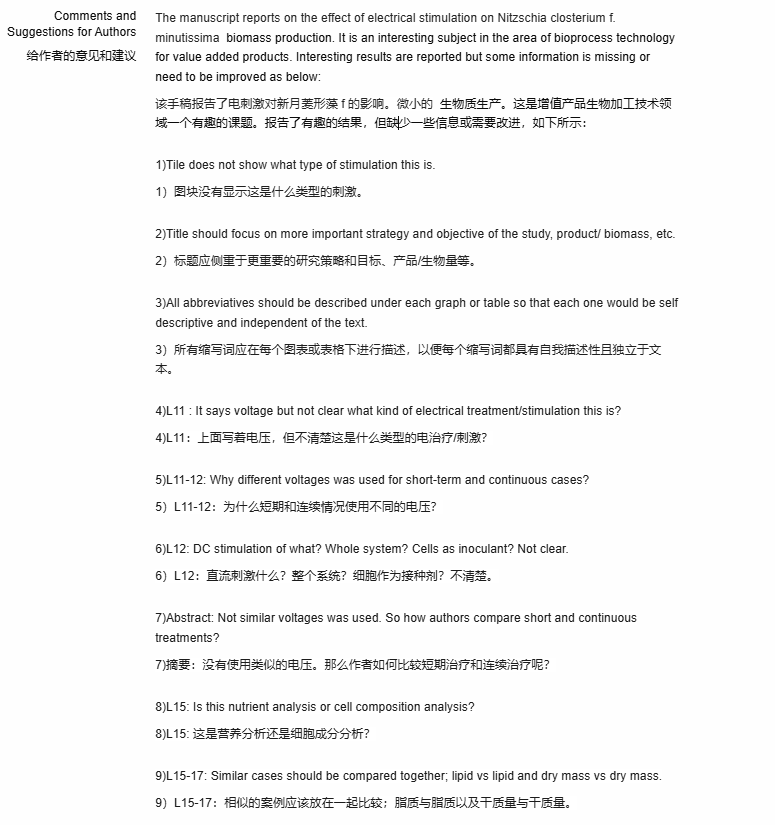 Comments and
Suggestions for Authors
给作者的意见和建议
The manuscript reports on the effect of electrical stimulation on Nitzschia closterium f.
minutissima  biomass production. It is an interesting subject in the area of bioprocess technology
for value added products. Interesting results are reported but some information is missing or
need to be improved as below:
该手稿报告了电刺激对新月菱形藻 f 的影响。微小的  生物质生产。这是增值产品生物加工技术领
域一个有趣的课题。报告了有趣的结果，但缺少一些信息或需要改进，如下所示：
1)Tile does not show what type of stimulation this is.
1）图块没有显示这是什么类型的刺激。
2)Title should focus on more important strategy and objective of the study, product/ biomass, etc.
2）标题应侧重于更重要的研究策略和目标、产品/生物量等。
3)All abbreviatives should be described under each graph or table so that each one would be self
descriptive and independent of the text.
3）所有缩写词应在每个图表或表格下进行描述，以便每个缩写词都具有自我描述性且独立于文
本。
4)L11 : It says voltage but not clear what kind of electrical treatment/stimulation this is?
4)L11：上面写着电压，但不清楚这是什么类型的电治疗/刺激？
5)L11-12: Why different voltages was used for short-term and continuous cases?
5）L11-12：为什么短期和连续情况使用不同的电压？
6)L12: DC stimulation of what? Whole system? Cells as inoculant? Not clear.
6）L12：直流刺激什么？整个系统？细胞作为接种剂？不清楚。
7)Abstract: Not similar voltages was used. So how authors compare short and continuous
treatments?
7)摘要：没有使用类似的电压。那么作者如何比较短期治疗和连续治疗呢？
8)L15: Is this nutrient analysis or cell composition analysis?
8)L15: 这是营养分析还是细胞成分分析？
9)L15-17: Similar cases should be compared together; lipid vs lipid and dry mass vs dry mass.
9）L15-17：相似的案例应该放在一起比较；脂质与脂质以及干质量与干质量。